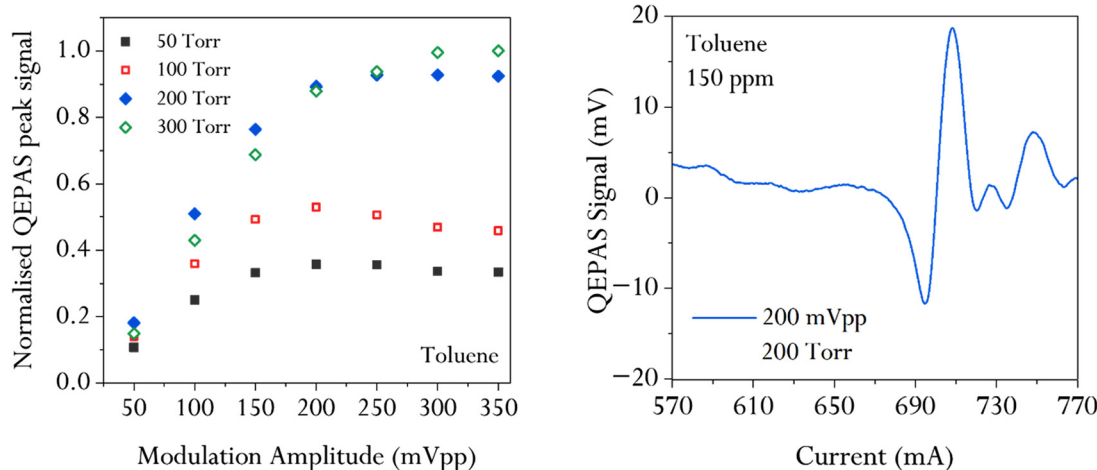 Normalised QEPAS peak signal
1.0
0.8
0.6
0.4
0.2
0.0
50 Torr
100 Torr
200 Torr
300 Torr
Toluene
50 100 150 200 250 300 350
Modulation Amplitude (mVpp)
QEPAS Signal (mV)
20
10
0
−10
−20
Toluene
150 ppm
200 mVpp
200 Torr
570 610 650 690 730 770
Current (mA)